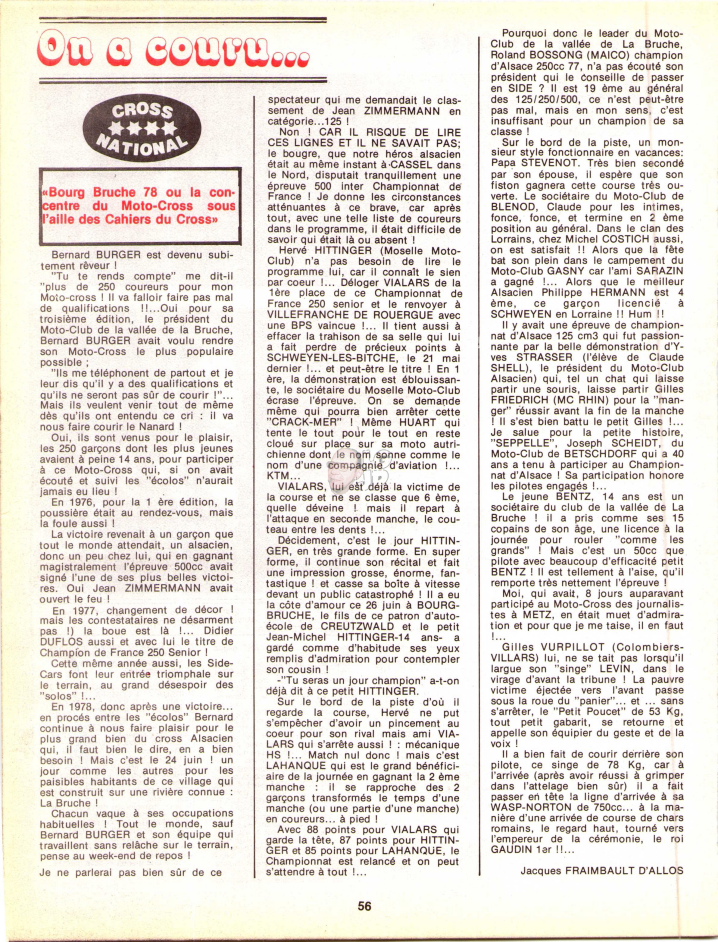 On a couru...
CROSS
★★★★
NATIONAL
«Bourg Bruche 78 ou la con-
centre du Moto-Cross sous
l'aille des Cahiers du Cross»
Bernard BURGER est devenu subi-
tement rêveur !
"Tu te rends compte" me dit-il
"plus de 250 coureurs pour mon
Moto-cross ! Il va falloir faire pas mal
de qualifications !!...Oui pour sa
troisième édition, le président du
Moto-Club de la vallée de la Bruche,
Bernard BURGER avait voulu rendre
son Moto-Cross le plus populaire
possible ;
"Ils me téléphonent de partout et je
leur dis qu'il y a des qualifications et
qu'ils ne seront pas sûr de courir !"...
Mais ils veulent venir tout de même
dès qu'ils ont entendu ce cri : il va
nous faire courir le Nanard !
Oui, ils sont venus pour le plaisir,
les 250 garçons dont les plus jeunes
avaient à peine 14 ans, pour participer
à ce Moto-Cross qui, si on avait
écouté et suivi les "écolos" n'aurait
jamais eu lieu !
En 1976, pour la 1 ère édition, la
poussière était au rendez-vous, mais
la foule aussi !
La victoire revenait à un garçon que
tout le monde attendait, un alsacien,
donc un peu chez lui, qui en gagnant
magistralement l'épreuve 500cc avait
signé l'une de ses plus belles victoi-
res. Oui Jean ZIMMERMANN avait
ouvert le feu !
En 1977, changement de décor !
mais les contestataires ne désarment
pas !) la boue est là !... Didier
DUFLOS aussi et avec lui le titre de
Champion de France 250 Senior !
Cette même année aussi, les Side-
Cars font leur entrée triomphale sur
le terrain, au grand désespoir des
"solos" !...
En 1978, donc après une victoire...
en procés entre les "écolos" Bernard
continue à nous faire plaisir pour le
plus grand bien du cross Alsacien
qui, il faut bien le dire, en a bien
besoin ! Mais c'est le 24 juin ! un
jour comme les autres pour les
paisibles habitants de ce village qui
est construit sur une rivière connue :
La Bruche !
Chacun vaque à ses occupations
habituelles ! Tout le monde, sauf
Bernard BURGER et son équipe qui
travaillent sans relâche sur le terrain,
pense au week-end de repos !
Je ne parlerai pas bien sûr de ce
spectateur qui me demandait le clas-
sement de Jean ZIMMERMANN en
catégorie...125 !
Non ! CAR IL RISQUE DE LIRE
CES LIGNES ET IL NE SAVAIT PAS;
le bougre, que notre héros alsacien
était au même instant à CASSEL dans
le Nord, disputait tranquillement une
épreuve 500 inter Championnat de
France ! Je donne les circonstances
atténuantes à ce brave, car après
tout, avec une telle liste de coureurs
dans le programme, il était difficile de
savoir qui était là ou absent !
Hervé HITTINGER (Moselle Moto-
Club) n'a pas besoin de lire le
programme lui, car il connaît le sien
par coeur !... Déloger VIALARS de la
1ère place de ce Championnat de
France 250 senior et le renvoyer à
VILLEFRANCHE DE ROUERGUE avec
une BPS vaincue !... Il tient aussi à
effacer la trahison de sa selle qui lui
a fait perdre de précieux points à
SCHWEYEN-LES-BITCHE, le 21 mai
dernier !... et peut-être le titre ! En 1
ère, la démonstration est éblouissan-
te, le sociétaire du Moselle Moto-Club
écrase l'épreuve. On se demande
même qui pourra bien arrêter cette
"CRACK-MER" ! Même HUART qui
tente le tout pour le tout en reste
cloué sur place sur sa moto autri-
chienne dont la sonne comme le
nom d'une compagnie d'aviation !...
KTM...
VIALARS, lui est déjà la victime de
la course et ne se classe que 6 ème,
quelle déveine ! mais il repart à
l'attaque en seconde manche, le cou-
teau entre les dents !...
Décidement, c'est le jour HITTIN-
GER, en très grande forme. En super
forme, il continue son récital et fait
une impression grosse, énorme, fan-
tastique ! et casse sa boîte à vitesse
devant un public catastrophé ! Il a eu
la côte d'amour ce 26 juin à BOURG-
BRUCHE, le fils de ce patron d'auto-
école de CREUTZWALD et le petit
Jean-Michel HITTINGER-14 ans- a
gardé comme d'habitude ses yeux
remplis d'admiration pour contempler
son cousin !
-"Tu seras un jour champion" a-t-on
déjà dit à ce petit HITTINGER.
Sur le bord de la piste d'où il
regarde la course, Hervé ne put
s'empêcher d'avoir un pincement au
coeur pour son rival mais ami VIA-
LARS qui s'arrête aussi ! : mécanique
HS !... Match nul donc ! mais c'est
LAHANQUE qui est le grand bénéfici-
aire de la journée en gagnant la 2 ème
manche : il se rapproche des 2
garçons transformés le temps d'une
manche (ou une partie d'une manche)
en coureurs... à pied !
Avec 88 points pour VIALARS qui
garde la tête, 87 points pour HITTIN-
GER et 85 points pour LAHANQUE, le
Championnat est relancé et on peut
s'attendre à tout !...
Pourquoi donc le leader du Moto-
Club de la vallée de La Bruche,
Roland BOSSONG (MAICO) champion
d'Alsace 250cc 77, n'a pas écouté son
président qui le conseille de passer
en SIDE ? Il est 19 ème au général
des 125/250/500, ce n'est peut-être
pas mal, mais en mon sens, c'est
insuffisant pour un champion de sa
classe !
Sur le bord de la piste, un mon-
sieur style fonctionnaire en vacances:
Papa STEVENOT. Très bien secondé
par son épouse, il espère que son
fiston gagnera cette course très ou-
verte. Le sociétaire du Moto-Club de
BLENOD, Claude pour les intimes,
fonce, fonce, et termine en 2 ème
position au général. Dans le clan des
Lorrains, chez Michel COSTICH aussi,
on est satisfait !! Alors que la fête
bat son plein dans le campement du
Moto-Club GASNY car l'ami SARAZIN
a gagné !... Alors que le meilleur
Alsacien Philippe HERMANN est 4
ème, ce garçon licencié à
SCHWEYEN en Lorraine !! Hum !!
Il y avait une épreuve de champion-
nat d'Alsace 125 cm3 qui fut passion-
nante par la belle démonstration d'Y-
ves STRASSER (l'élève de Claude
SHELL), le président du Moto-Club
Alsacien) qui, tel un chat qui laisse
partir une souris, laisse partir Gilles
FRIEDRICH (MC RHIN) pour la "man-
ger" réussir avant la fin de la manche
! Il s'est bien battu le petit Gilles !...
Je salue pour la petite histoire,
"SEPPELLE", Joseph SCHEIDT, du
Moto-Club de BETSCHDORF qui a 40
ans a tenu à participer au Champion-
nat d'Alsace ! Sa participation honore
les pilotes engagés !...
Le jeune BENTZ, 14 ans est un
sociétaire du club de la vallée de La
Bruche ! il a pris comme ses 15
copains de son âge, une licence à la
journée pour rouler "comme les
grands" ! Mais c'est un 50cc que
pilote avec beaucoup d'efficacité petit
BENTZ ! Il est tellement à l'aise, qu'il
remporte très nettement l'épreuve !
Moi, qui avait, 8 jours auparavant
participé au Moto-Cross des journalis-
tes à METZ, en était muet d'admira-
tion et pour que je me taise, il en faut
!...
Gilles VURPILLOT (Colombiers-
VILLARS) lui, ne se tait pas lorsqu'il
largue son "singe" LEVIN, dans le
virage d'avant la tribune ! La pauvre
victime éjectée vers l'avant passe
sous la roue du "panier"... et ... sans
s'arrêter, le "Petit Poucet" de 53 Kg,
tout petit gabarit, se retourne et
appelle son équipier du geste et de la
voix !
Il a bien fait de courir derrière son
pilote, ce singe de 78 Kg, car à
l'arrivée (après avoir réussi à grimper
dans l'attelage bien sûr) il a fait
passer en tête la ligne d'arrivée à sa
WASP-NORTON de 750cc... à la ma-
nière d'une arrivée de course de chars
romains, le regard haut, tourné vers
l'empereur de la cérémonie, le roi
GAUDIN 1er !!...
Jacques FRAIMBAULT D'ALLOS
56